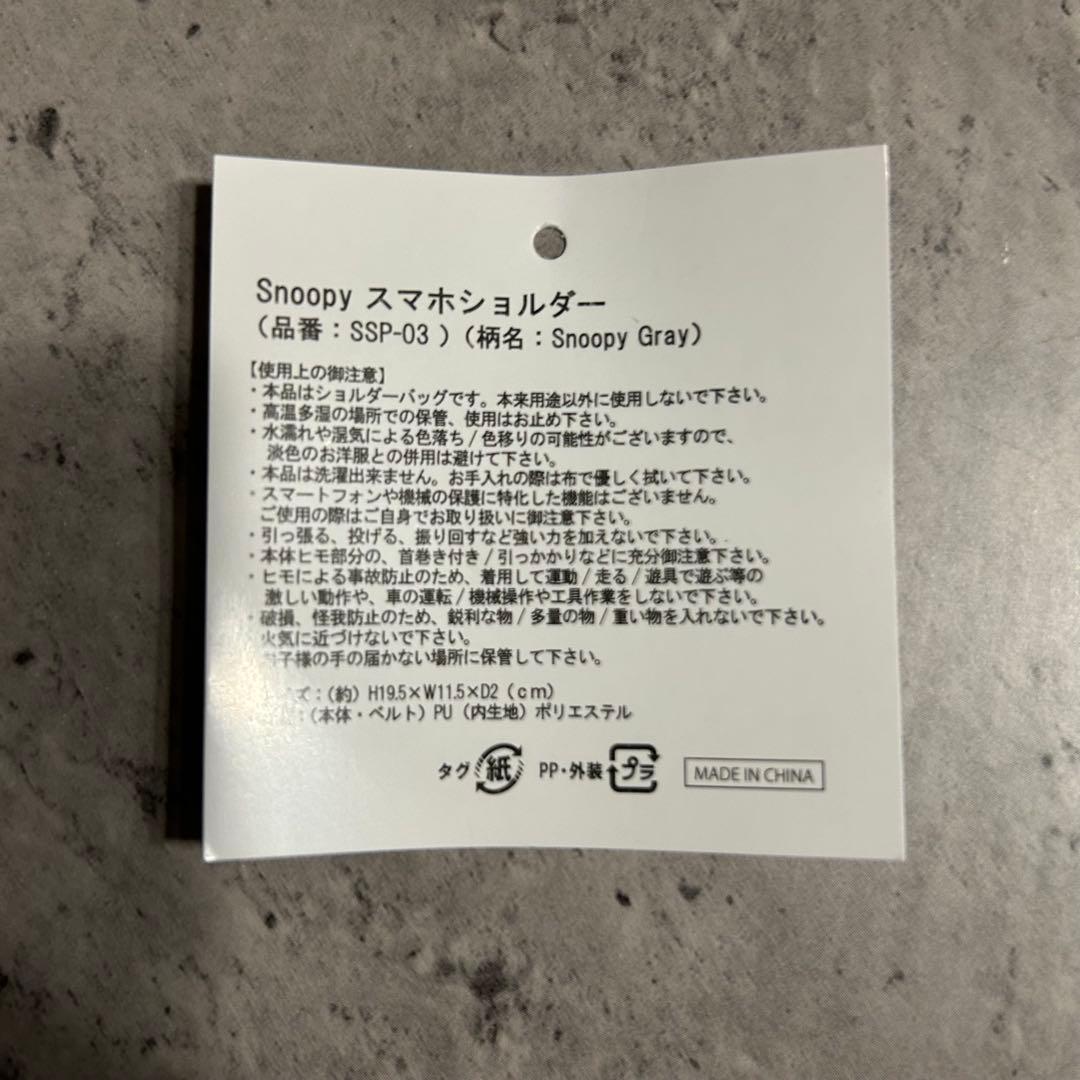 Snoopy スマホショルダー
（品番：SSP-03 ）（柄名：Snoopy Gray）
【使用上の御注意】
・本品はショルダーバッグです。本来用途以外に使用しないで下さい。
・高温多湿の場所での保管、使用はお止め下さい。
・水濡れや湿気による色落ち / 色移りの可能性がございますので、
淡色のお洋服との併用は避けて下さい。
・本品は洗濯出来ません。お手入れの際は布で優しく拭いて下さい。
・スマートフォンや機械の保護に特化した機能はございません。
ご使用の際はご自身でお取り扱いに御注意下さい。
・引っ張る、投げる、振り回すなど強い力を加えないで下さい。
・本体ヒモ部分の、首巻き付き / 引っかかりなどに充分御注意下さい。
・ヒモによる事故防止のため、着用して運動 / 走る / 遊具で遊ぶ等の
激しい動作や、車の運転 / 機械操作や工具作業をしないで下さい。
・破損、怪我防止のため、鋭利な物 / 多量の物 / 重い物を入れないで下さい。
火気に近づけないで下さい。
子様の手の届かない場所に保管して下さい。
ズ：（約）H19.5×W11.5×D2（ｃｍ）
：（本体・ベルト）PU（内生地）ポリエステル
タグ 紙 PP・外装 プラ MADE IN CHINA